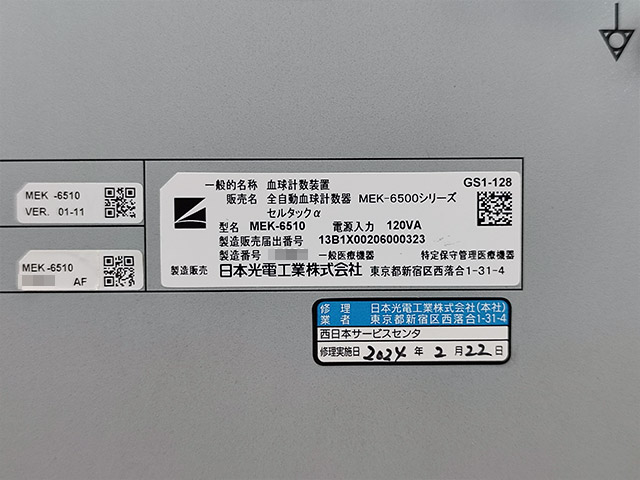 MEK -6510
VER. 01-11
MEK -6510
AF
一般的名称 血球計数装置 GS1-128
販売名 全自動血球計数器 MEK-6500シリーズ
セルタックα
型名 MEK-6510 電源入力 120VA
製造販売届出番号 13B1X00206000323
製造番号 一般医療機器 特定保守管理医療機器
製造販売 日本光電工業株式会社 東京都新宿区西落合1-31-4
修理 日本光電工業株式会社(本社)
業者 東京都新宿区西落合1-31-4
西日本サービスセンタ
修理実施日 2024 年 2 月 22 日